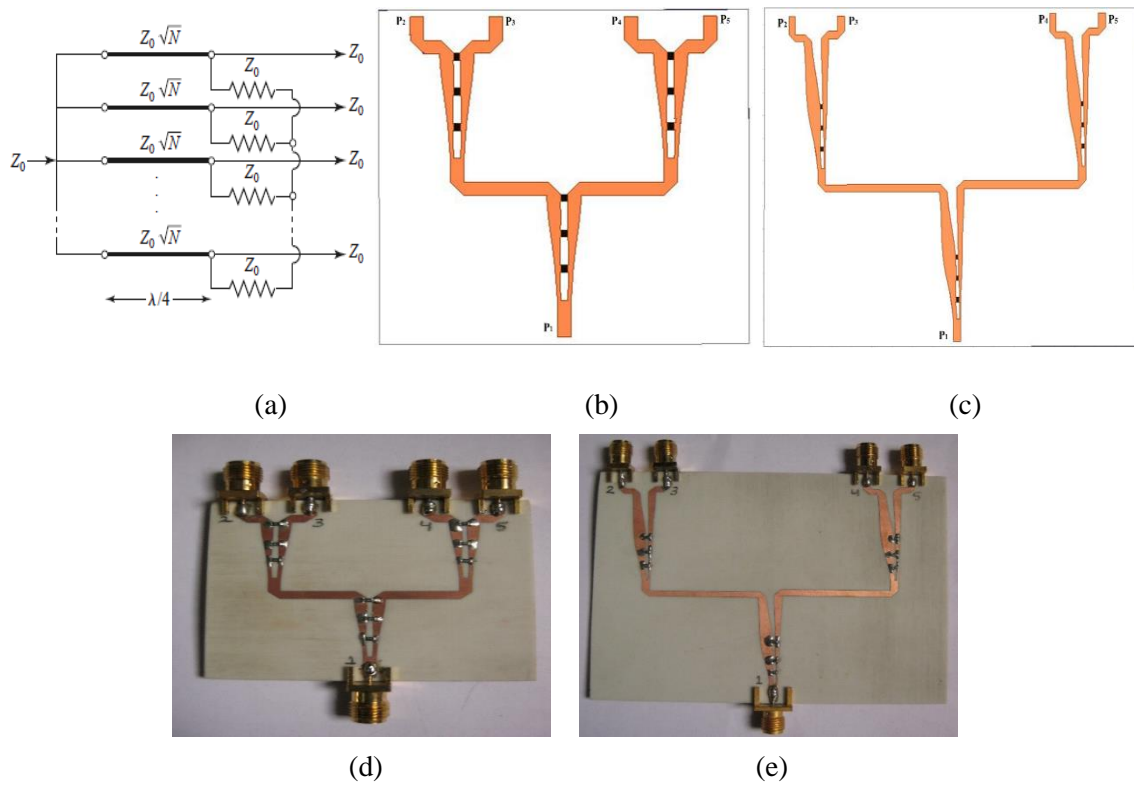 Z₀ √N
Z₀
Z₀
Z₀ √N
Z₀
Z₀
Z₀ √N
Z₀
Z₀
Z₀
Z₀ √N
Z₀
Z₀
λ/4
P₂ P₃ P₄ P₅
P₁
P₂ P₃ P₄ P₅
P₁
(a) (b) (c)
2 3 4 5
1
2 3 4 5
1
(d) (e)